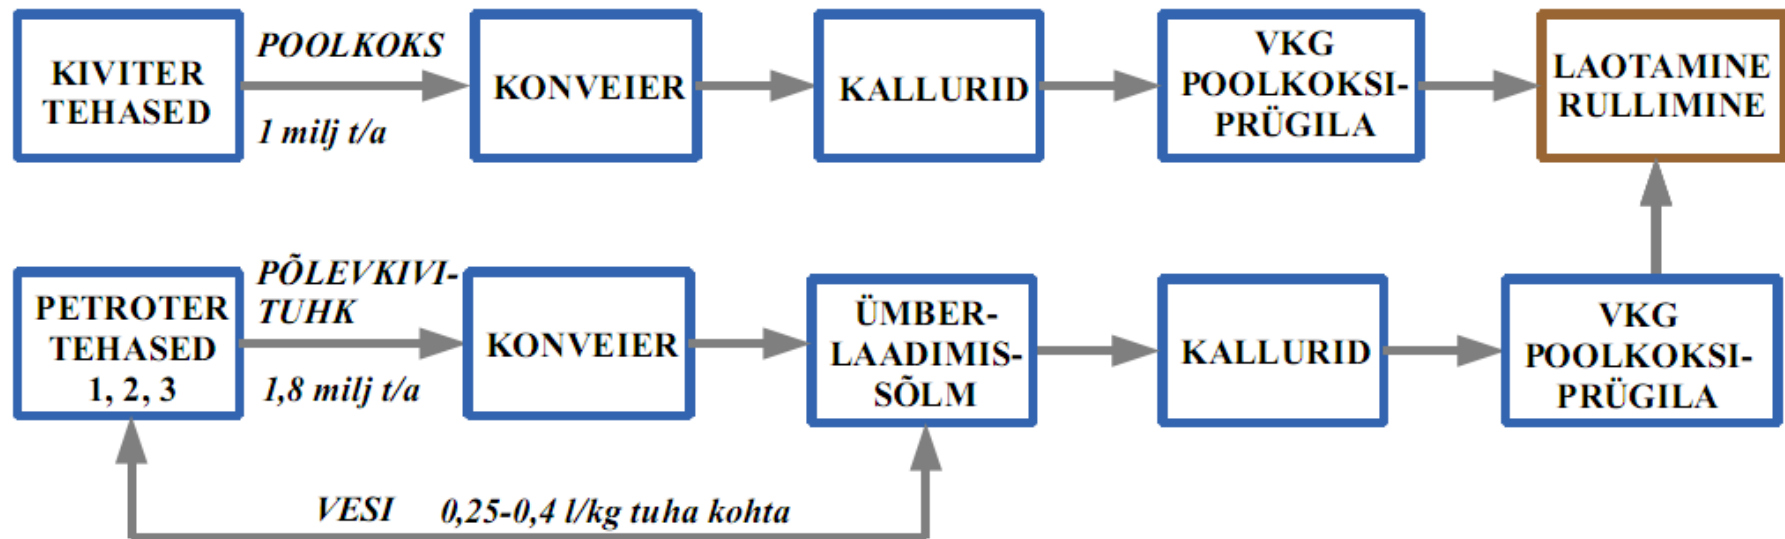 KIVITER
TEHASED
POOLKOKS
1 milj t/a
KONVEIER
KALLURID
VKG
POOLKOKSI-
PRÜGILA
LAOTAMINE
RULLIMINE
PETROTER
TEHASED
1, 2, 3
PÕLEVKIVI-
TUHK
1,8 milj t/a
KONVEIER
ÜMBER-
LAADIMIS-
SÕLM
KALLURID
VKG
POOLKOKSI-
PRÜGILA
VESI 0,25-0,4 l/kg tuha kohta